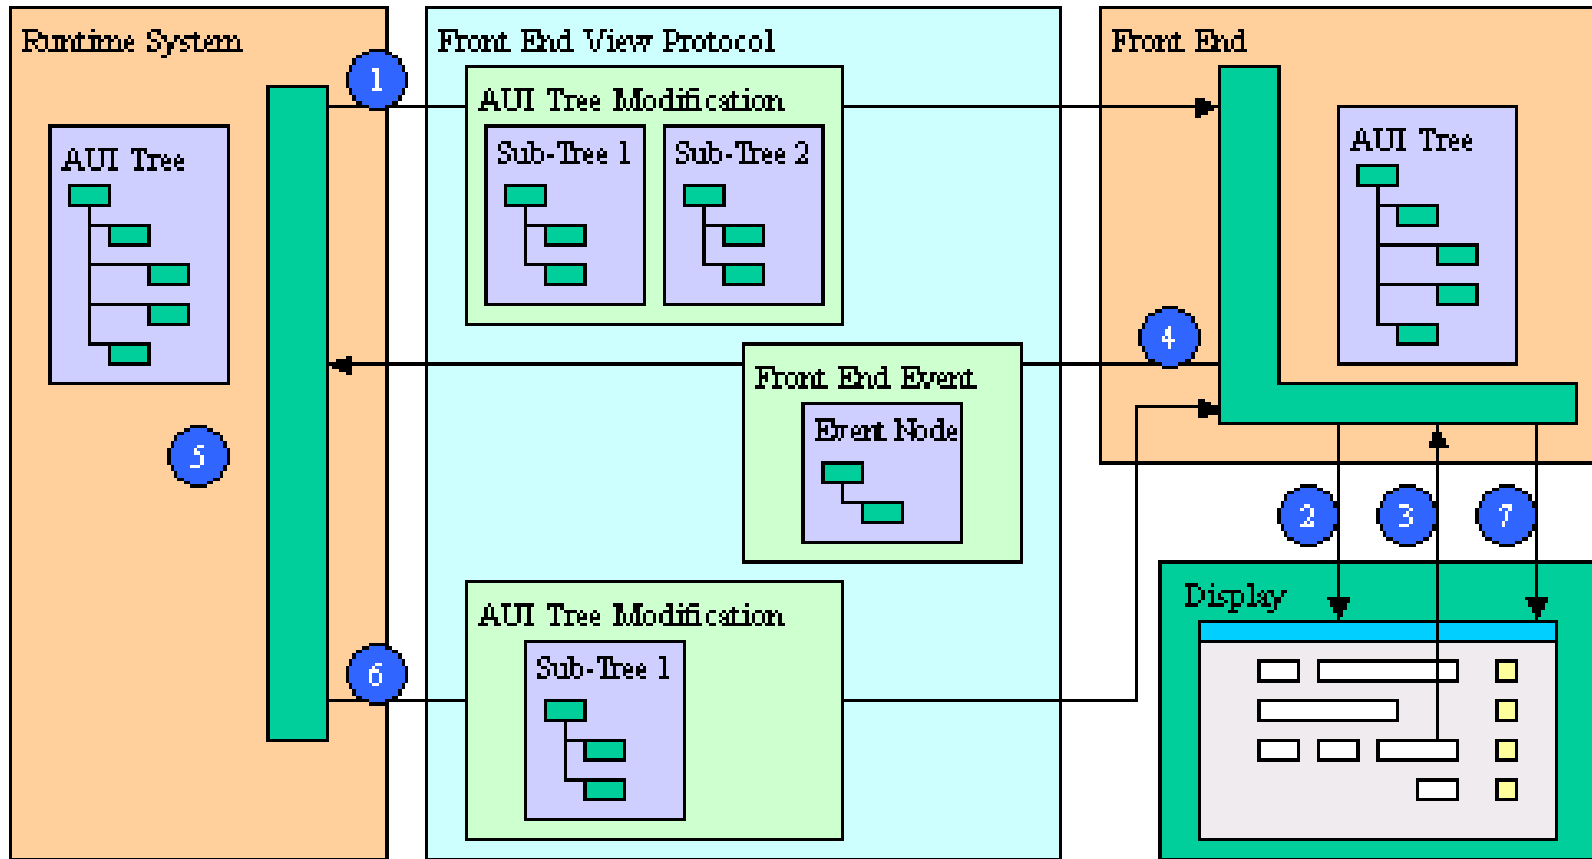 Runtime System
Front End View Protocol
Front End
1
AUI Tree Modification
Sub-Tree 1
Sub-Tree 2
AUI Tree
AUI Tree
4
Front End Event
Event Node
5
2
3
7
AUI Tree Modification
Sub-Tree 1
6
Display